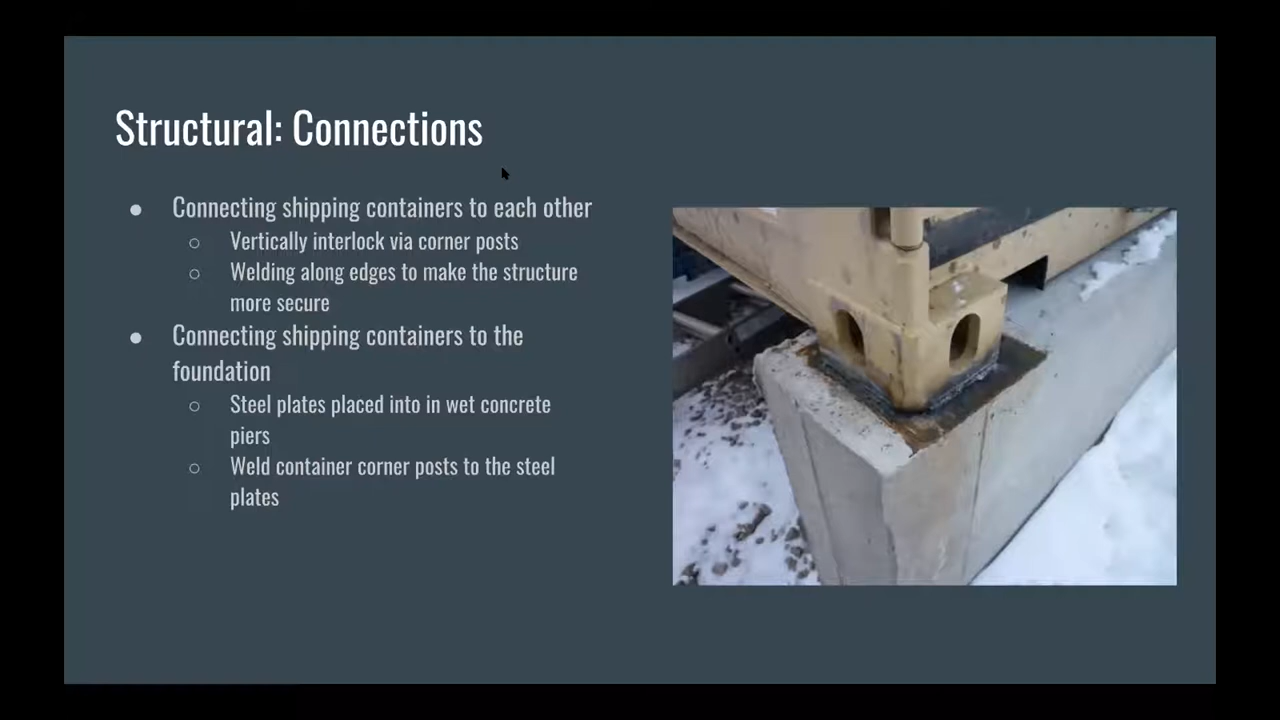 Structural: Connections
● Connecting shipping containers to each other
○ Vertically interlock via corner posts
○ Welding along edges to make the structure
more secure
● Connecting shipping containers to the
foundation
○ Steel plates placed into in wet concrete
piers
○ Weld container corner posts to the steel
plates